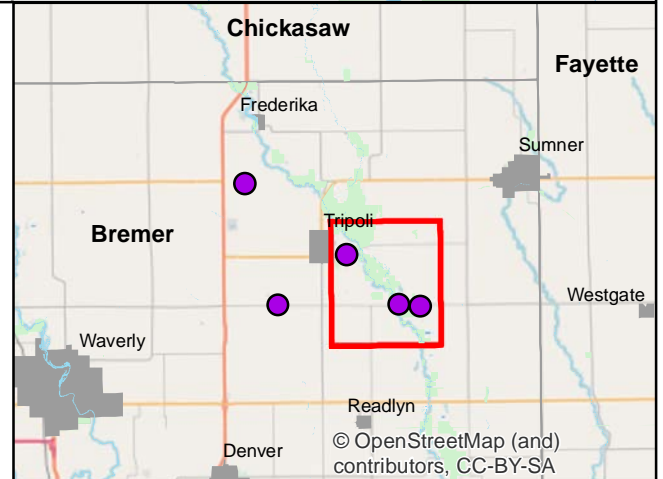 Chickasaw
Fayette
Frederika
Sumner
Tripoli
Bremer
Westgate
Waverly
Readlyn
© OpenStreetMap (and)
contributors, CC-BY-SA
Denver